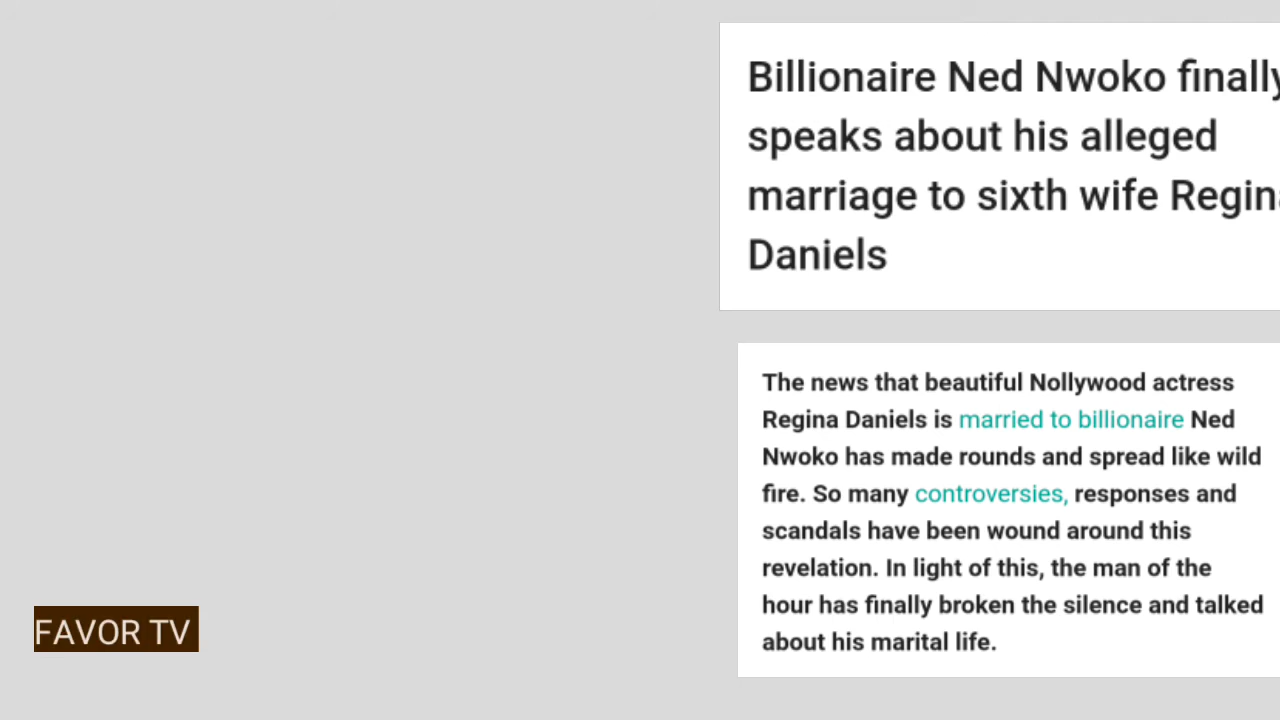 Billionaire Ned Nwoko finally
speaks about his alleged
marriage to sixth wife Regina
Daniels
The news that beautiful Nollywood actress
Regina Daniels is married to billionaire Ned
Nwoko has made rounds and spread like wild
fire. So many controversies, responses and
scandals have been wound around this
revelation. In light of this, the man of the
hour has finally broken the silence and talked
about his marital life.
FAVOR TV